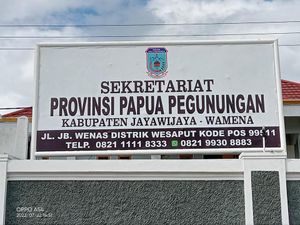 SEKRETARIAT
PROVINSI PAPUA PEGUNUNGAN
KABUPATEN JAYAWIJAYA - WAMENA
JL. JB. WENAS DISTRIK WESAPUT KODE POS 99511
TELP. 0821 1111 8333 0821 9930 8883
OPPO A5s